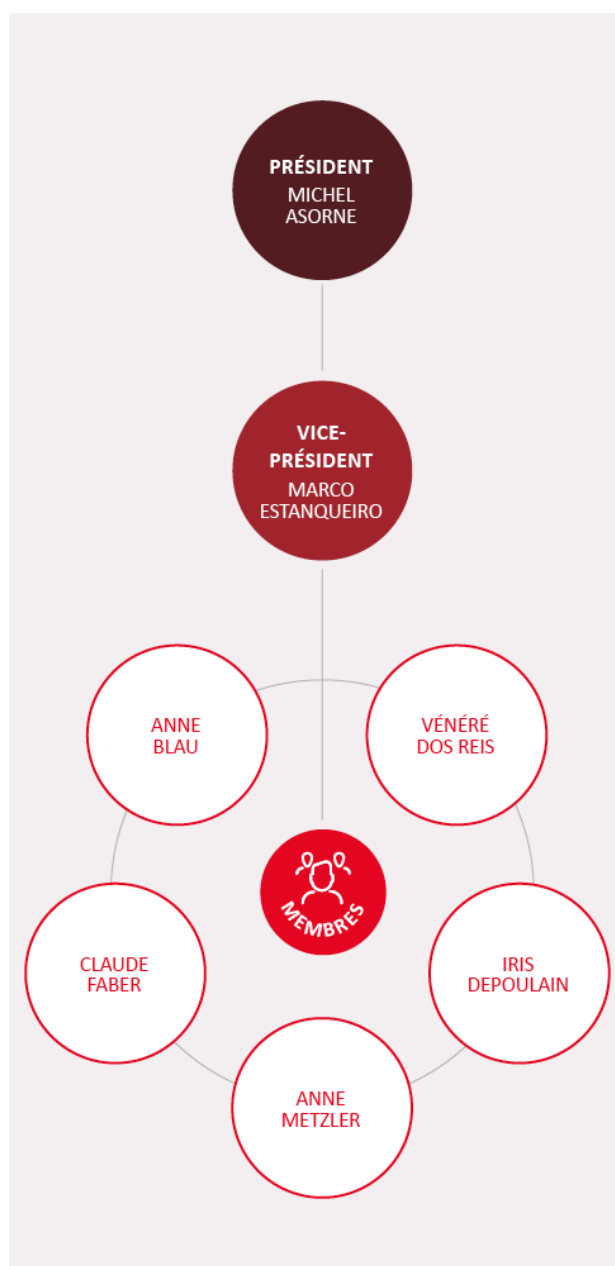 PRÉSIDENT
MICHEL
ASORNE
VICE-
PRÉSIDENT
MARCO
ESTANQUEIRO
ANNE
BLAU
VÉNÉRÉ
DOS REIS
MEMBRES
CLAUDE
FABER
IRIS
DEPOULAIN
ANNE
METZLER